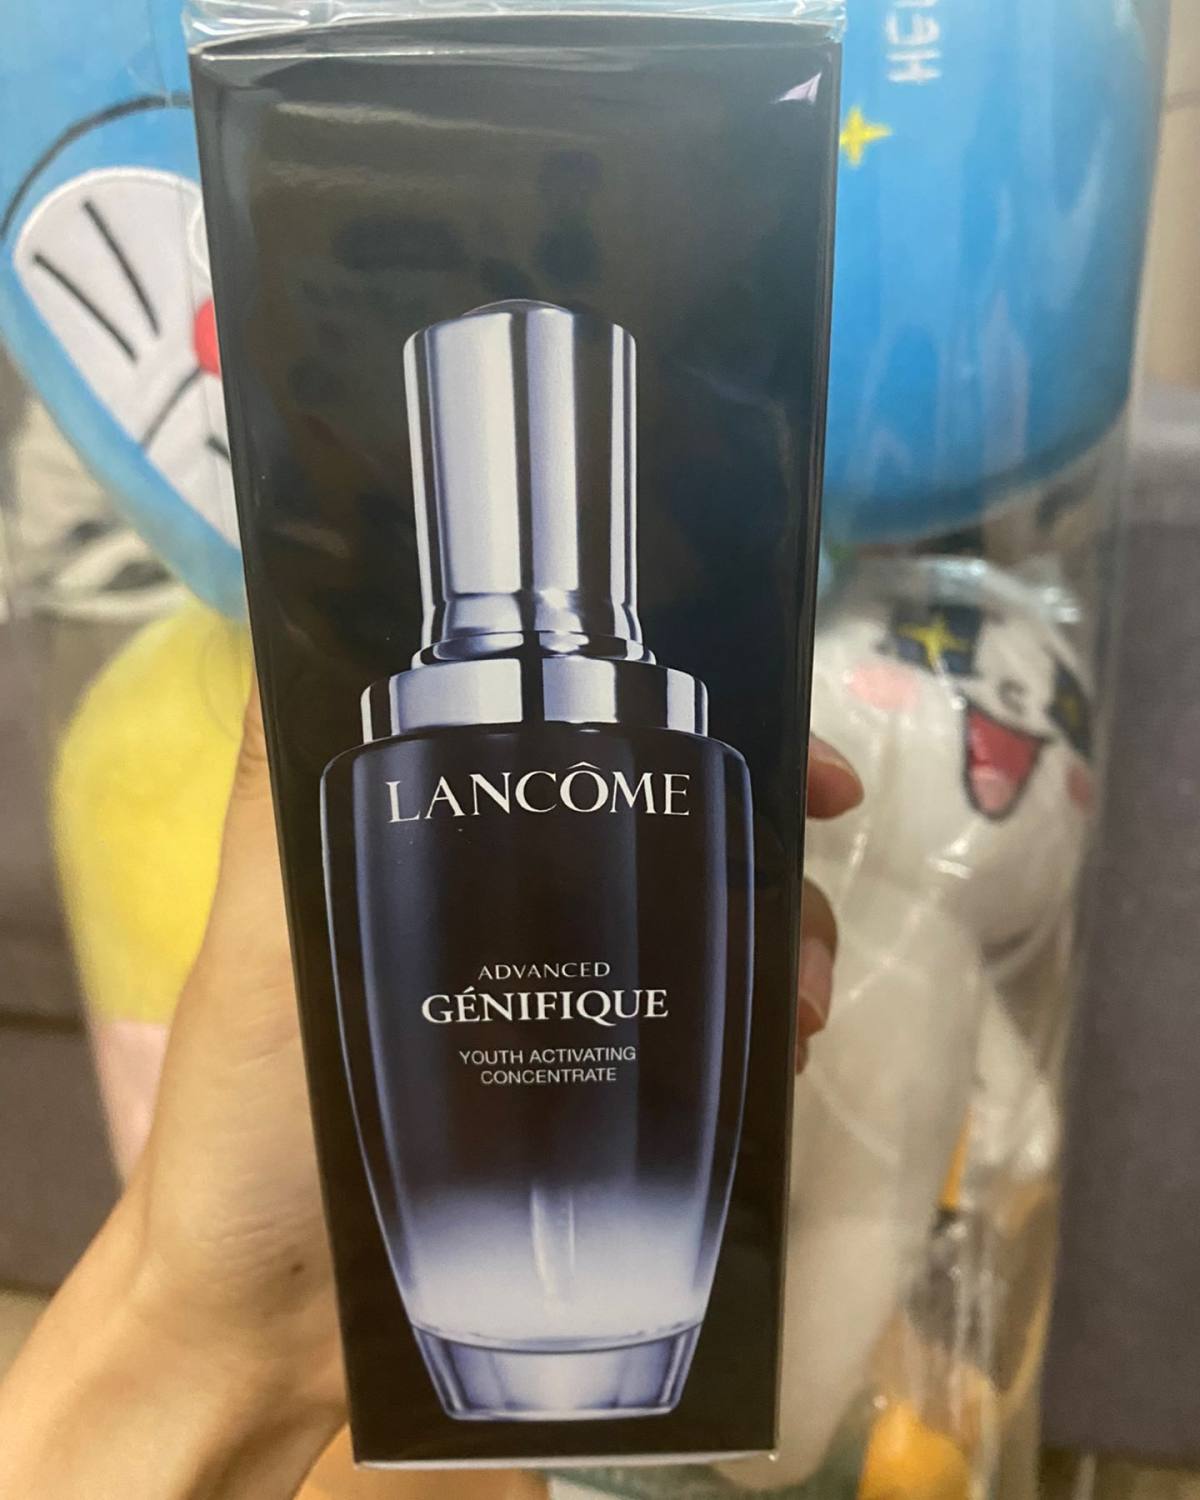 LANCÔME
ADVANCED
GÉNIFIQUE
YOUTH ACTIVATING
CONCENTRATE